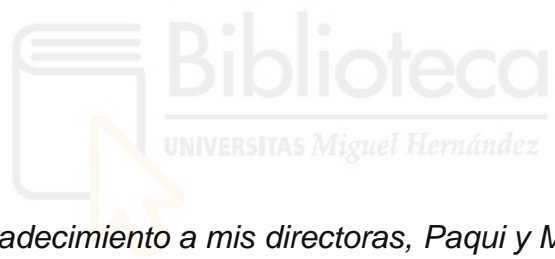 Biblioteca
UNIVERSITAS Miguel Hernández
adecimiento a mis directoras, Paqui y M